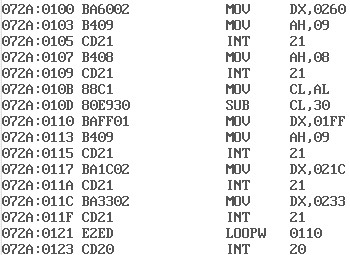 072A:0100 BA6002 MOV DX,0260
072A:0103 B409 MOV AH,09
072A:0105 CD21 INT 21
072A:0107 B408 MOV AH,08
072A:0109 CD21 INT 21
072A:010B 88C1 MOV CL,AL
072A:010D 80E930 SUB CL,30
072A:0110 BAFF01 MOV DX,01FF
072A:0113 B409 MOV AH,09
072A:0115 CD21 INT 21
072A:0117 BA1C02 MOV DX,021C
072A:011A CD21 INT 21
072A:011C BA3302 MOV DX,0233
072A:011F CD21 INT 21
072A:0121 E2ED LOOPW 0110
072A:0123 CD20 INT 20